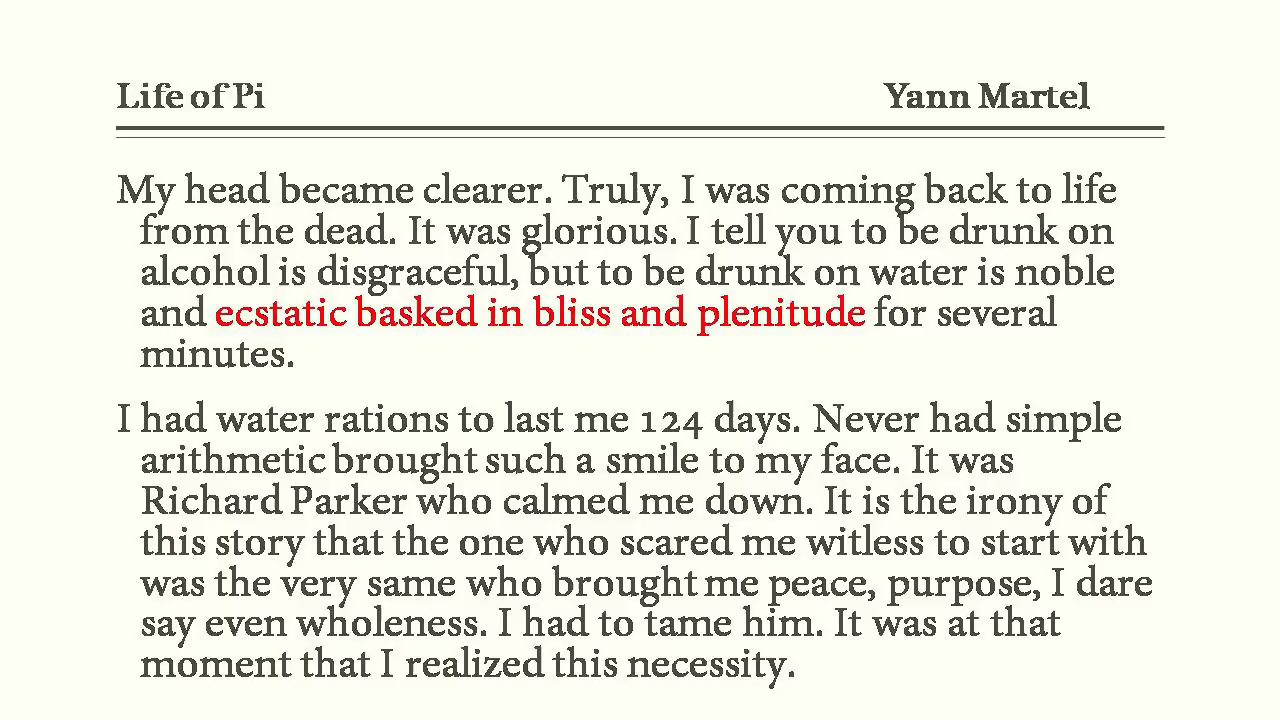 Life of Pi Yann Martel
My head became clearer. Truly, I was coming back to life
from the dead. It was glorious. I tell you to be drunk on
alcohol is disgraceful, but to be drunk on water is noble
and ecstatic basked in bliss and plenitude for several
minutes.
I had water rations to last me 124 days. Never had simple
arithmetic brought such a smile to my face. It was
Richard Parker who calmed me down. It is the irony of
this story that the one who scared me witless to start with
was the very same who brought me peace, purpose, I dare
say even wholeness. I had to tame him. It was at that
moment that I realized this necessity.